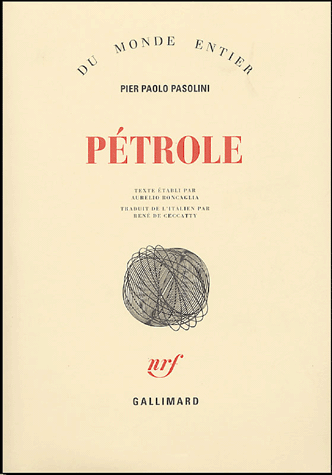 DU MONDE ENTIER
PIER PAOLO PASOLINI
PÉTROLE
TEXTE ÉTABLI PAR
AURELIO RONCAGLIA
TRADUIT DE L'ITALIEN PAR
RENÉ DE CECCATTY
nrf
GALLIMARD